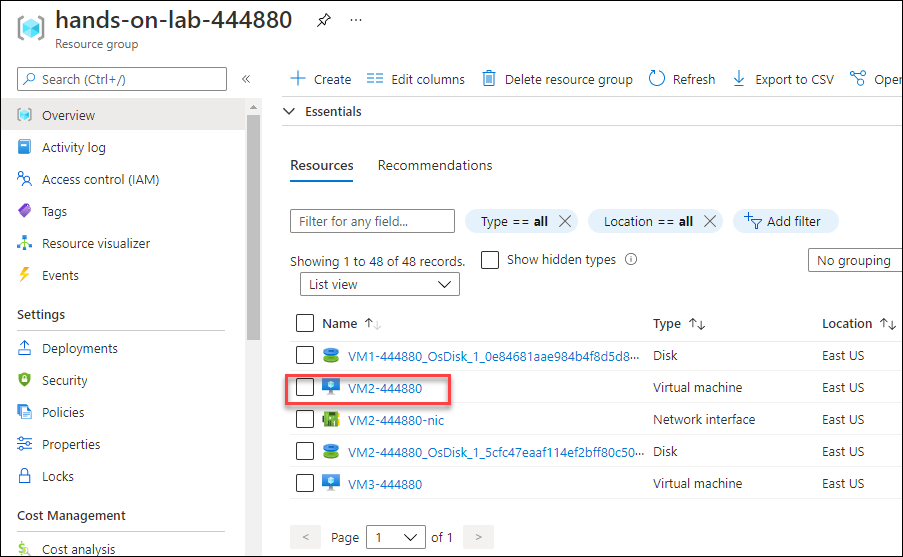 hands-on-lab-444880
Resource group
Search (Ctrl+/)
Overview
Activity log
Access control (IAM)
Tags
Resource visualizer
Events
Settings
Deployments
Security
Policies
Properties
Locks
Cost Management
Cost analysis
Create Edit columns Delete resource group Refresh Export to CSV Open
Essentials
Resources Recommendations
Filter for any field... Type == all Location == all Add filter
Showing 1 to 48 of 48 records. Show hidden types No grouping
List view
Name Type Location
VM1-444880_OsDisk_1_0e84681aae984b4f8d5d8... Disk East US
VM2-444880 Virtual machine East US
VM2-444880-nic Network interface East US
VM2-444880_OsDisk_1_5cfc47eaaf114ef2bff80c50... Disk East US
VM3-444880 Virtual machine East US
< Page 1 of 1 >